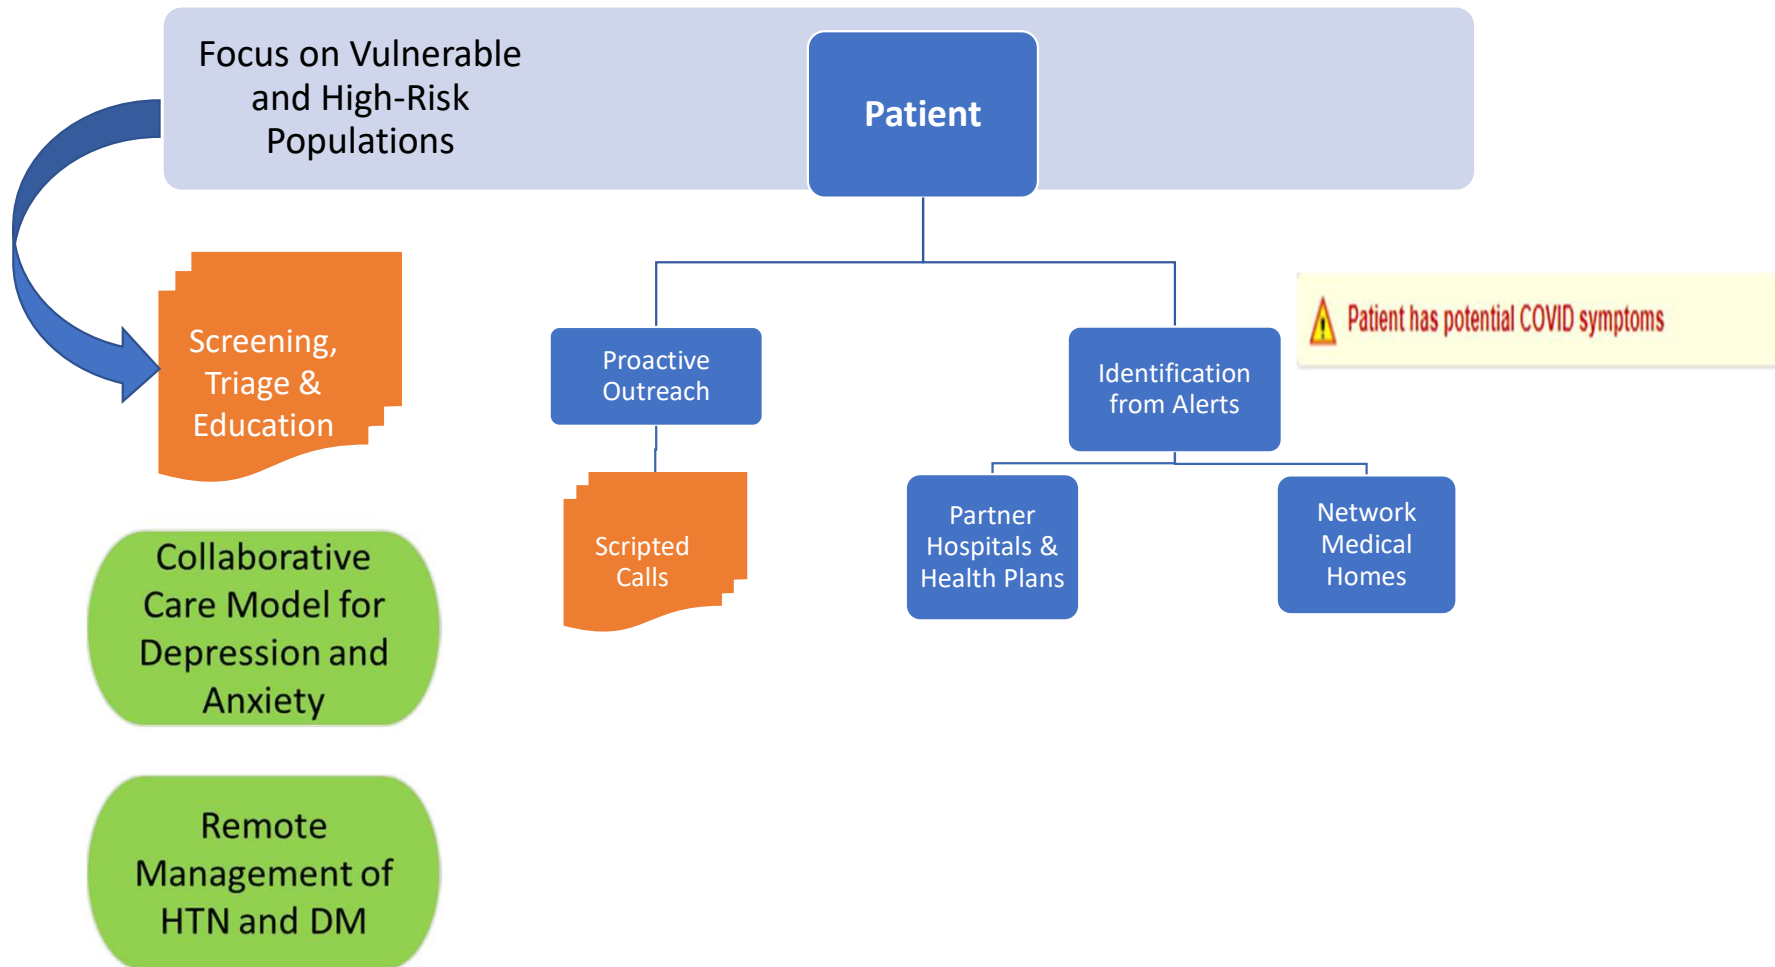 Focus on Vulnerable
and High-Risk
Populations
Patient
Screening,
Triage &
Education
Proactive
Outreach
Identification
from Alerts
Patient has potential COVID symptoms
Scripted
Calls
Partner
Hospitals &
Health Plans
Network
Medical
Homes
Collaborative
Care Model for
Depression and
Anxiety
Remote
Management of
HTN and DM